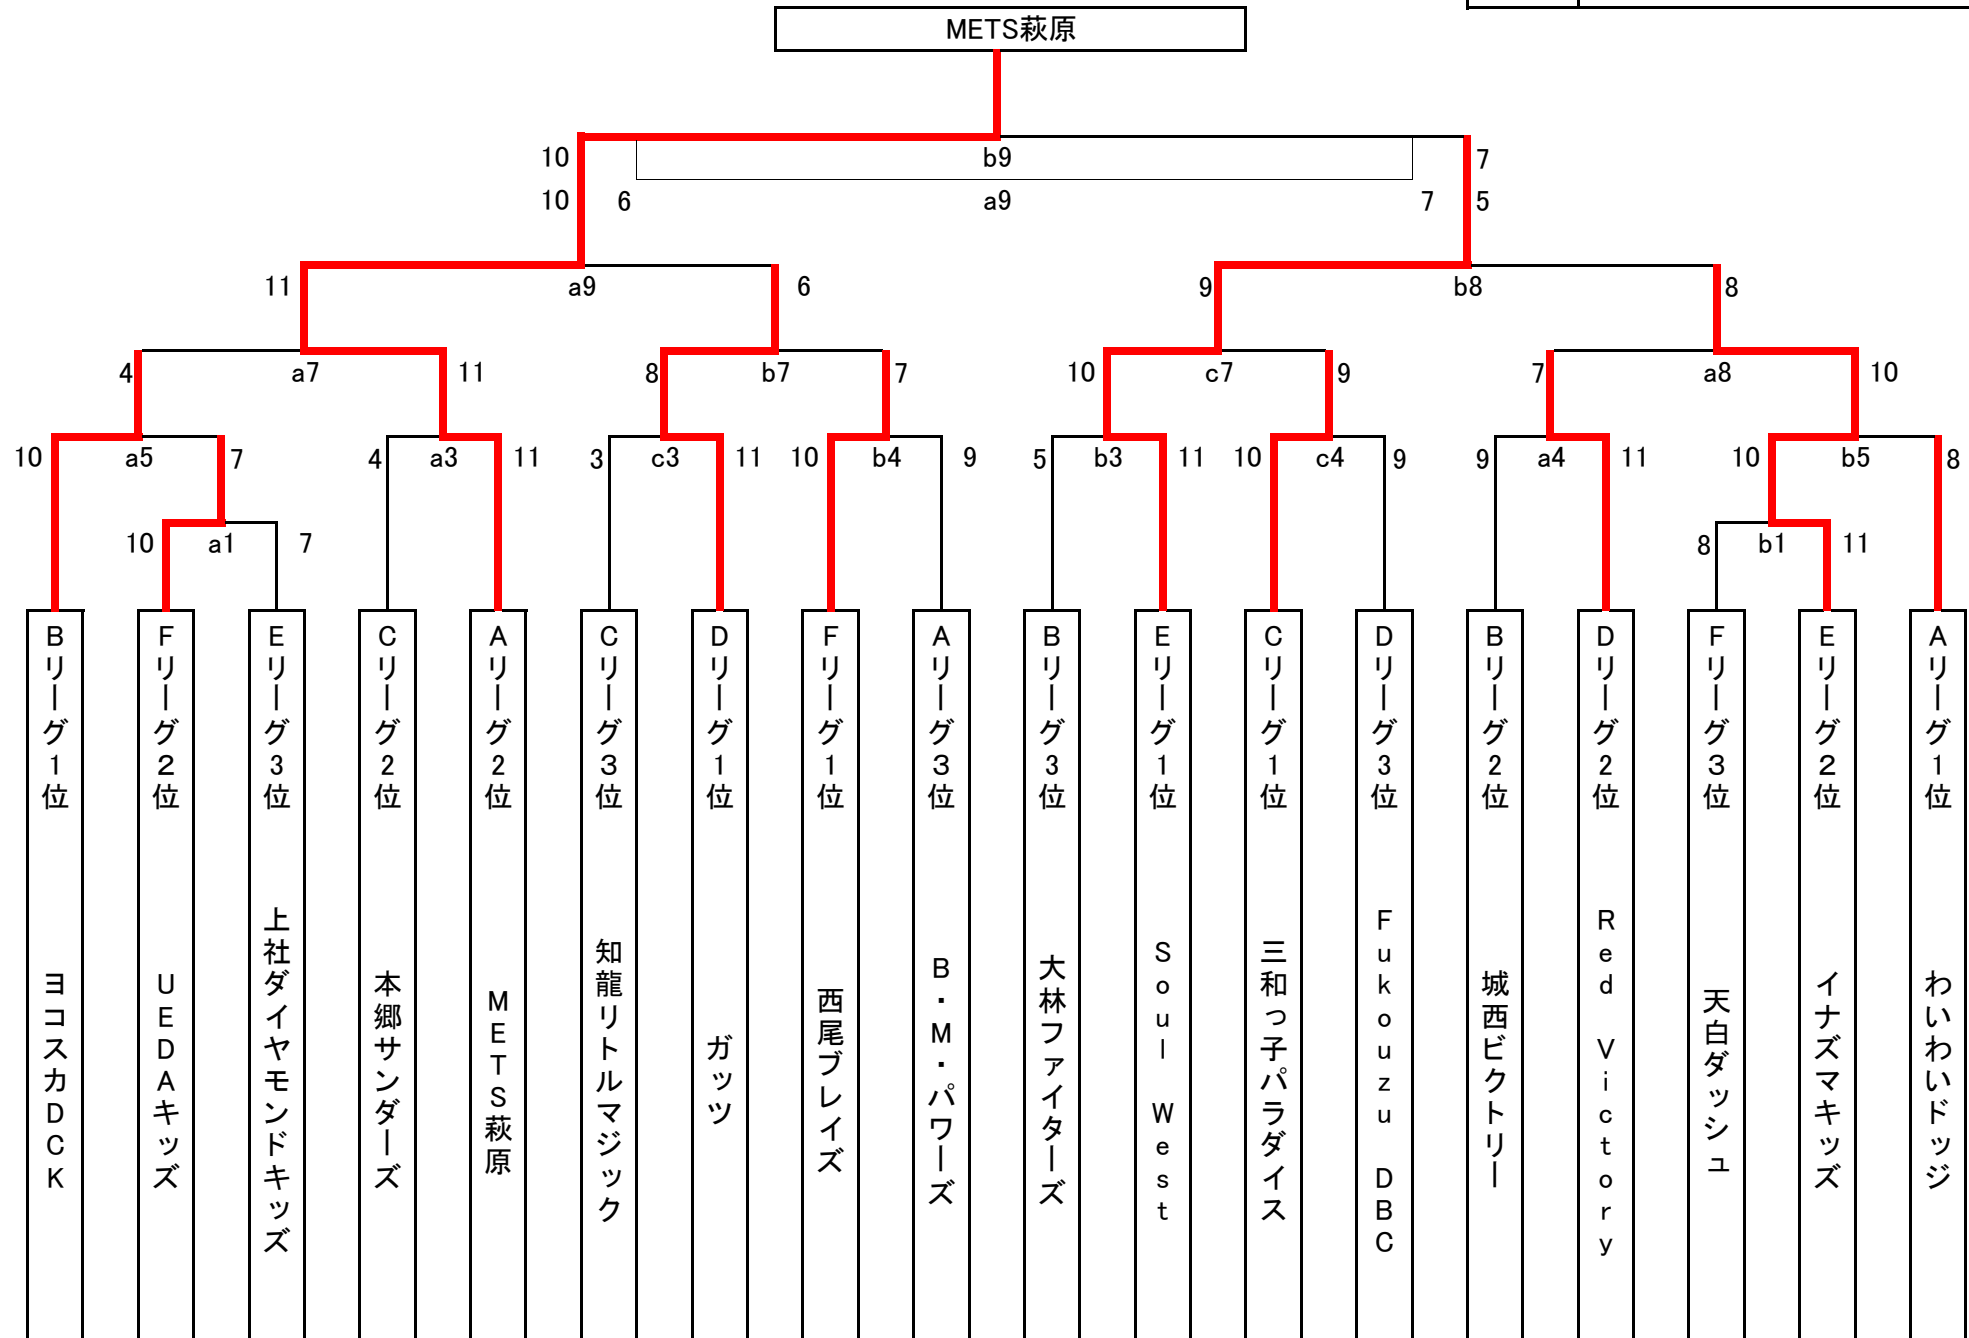 METS萩原
10 b9 7
10 6 a9 7 5
11 a9 6 9 b8 8
4 a7 11 8 b7 7 10 c7 9 7 a8 10
10 a5 7 4 a3 11 3 c3 11 10 b4 9 5 b3 11 10 c4 9 9 a4 11 10 b5 8
10 a1 7 8 b1 11
Bリーグ1位 ヨコスカDCK
Fリーグ2位 UEDAキッズ
Eリーグ3位 上社ダイヤモンドキッズ
Cリーグ2位 本郷サンダーズ
Aリーグ2位 METS萩原
Cリーグ3位 知龍リトルマジック
Dリーグ1位 ガッツ
Fリーグ1位 西尾ブレイズ
Aリーグ3位 B・M・パワーズ
Bリーグ3位 大林ファイターズ
Eリーグ1位 Soul West
Cリーグ1位 三和っ子パラダイス
Dリーグ3位 Fukouzu DBC
Bリーグ2位 城西ビクトリー
Dリーグ2位 Red Victory
Fリーグ3位 天白ダッシュ
Eリーグ2位 イナズマキッズ
Aリーグ1位 わいわいドッジ